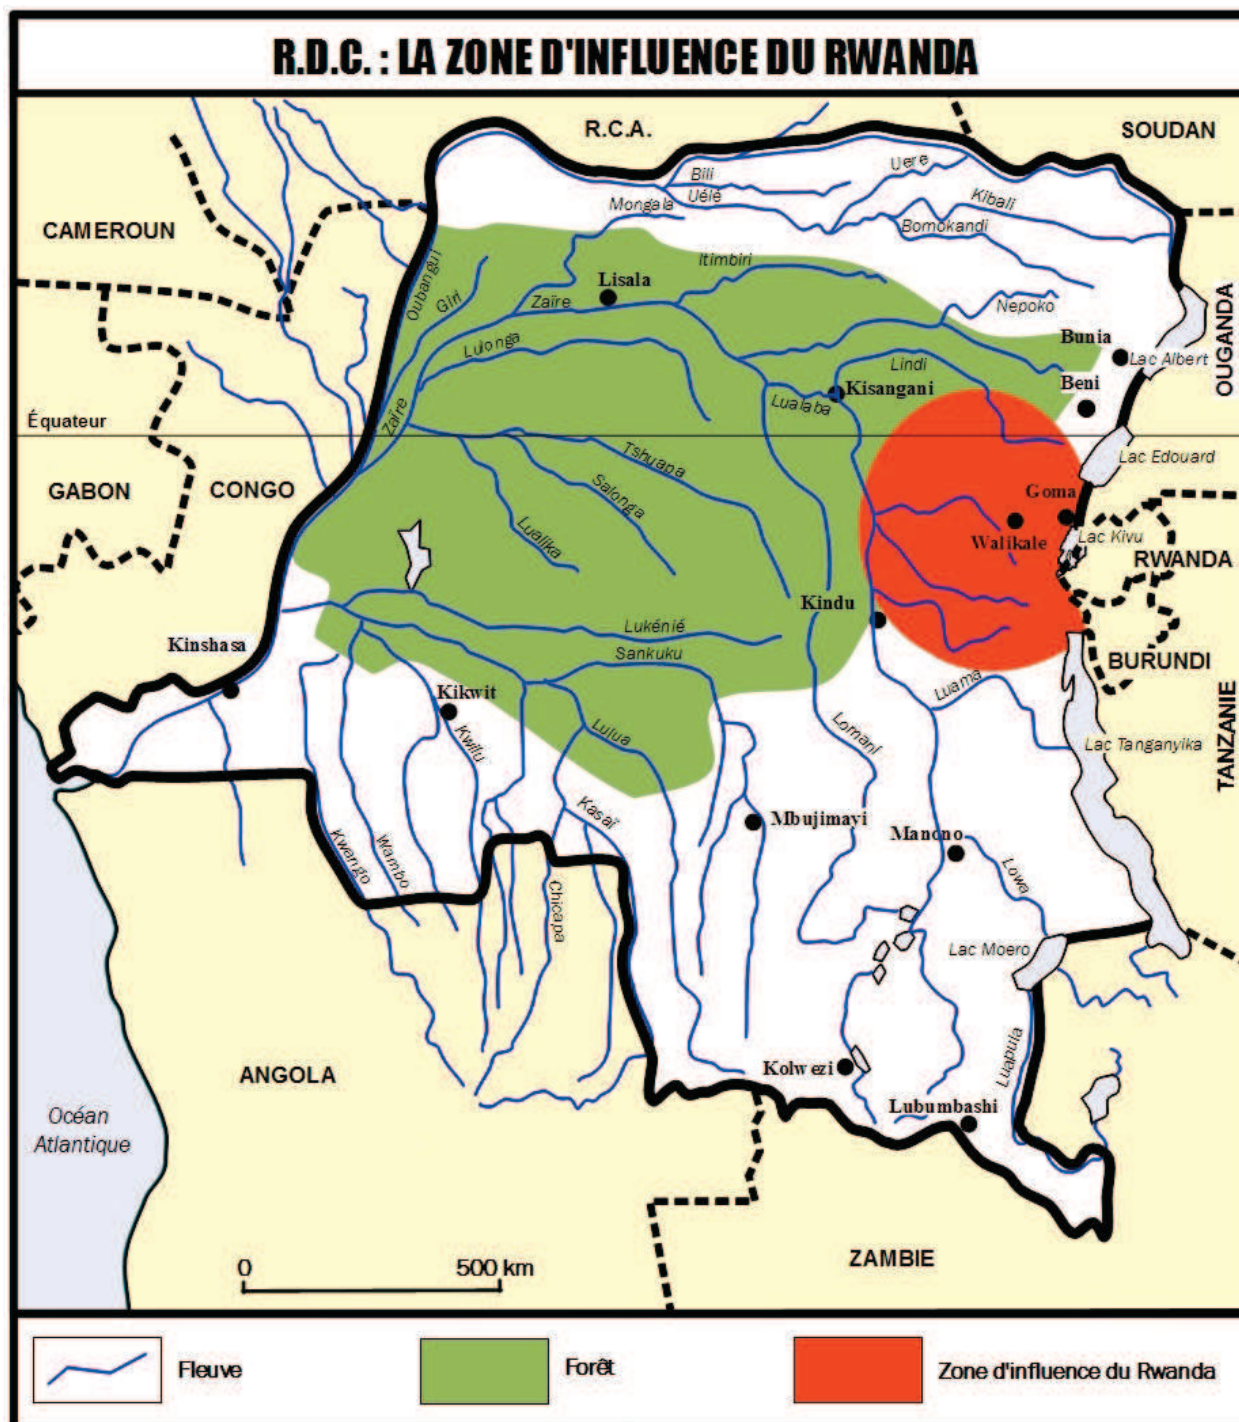 R.D.C. : LA ZONE D'INFLUENCE DU RWANDA
R.C.A.
SOUDAN
Bili
Uere
Uélé
Mongala
Kibali
Bomokandi
CAMEROUN
Oubangui
Giri
Itimbiri
Lisala
Zaïre
Nepoko
OUGANDA
Lulonga
Bunia
Lac Albert
Lindi
Beni
Kisangani
Lualaba
Zaïre
Équateur
Tshuapa
Lac Edouard
Salonga
GABON
CONGO
Goma
Lualika
Walikale
Lac Kivu
RWANDA
Kindu
Lukénié
Kinshasa
Sankuku
BURUNDI
Luama
Kikwit
TANZANIE
Kwilu
Lujua
Lomani
Lac Tanganyika
Kasaï
Mbujimayi
Manono
Kwango
Wambo
Lowa
Chicapa
Lac Moero
Luapula
Kolwezi
ANGOLA
Lubumbashi
Océan
Atlantique
ZAMBIE
0 500 km
Fleuve
Forêt
Zone d'influence du Rwanda